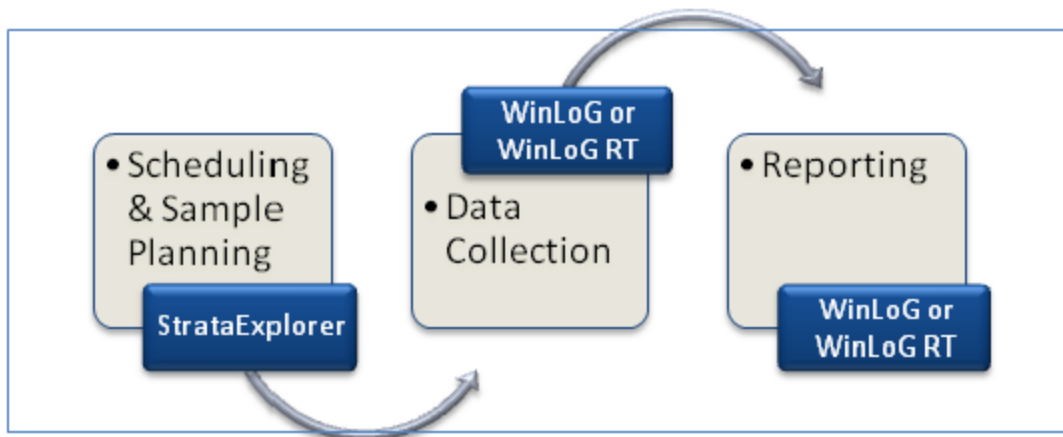 • Scheduling
& Sample
Planning
StrataExplorer
WinLoG or
WinLoG RT
• Data
Collection
• Reporting
WinLoG or
WinLoG RT